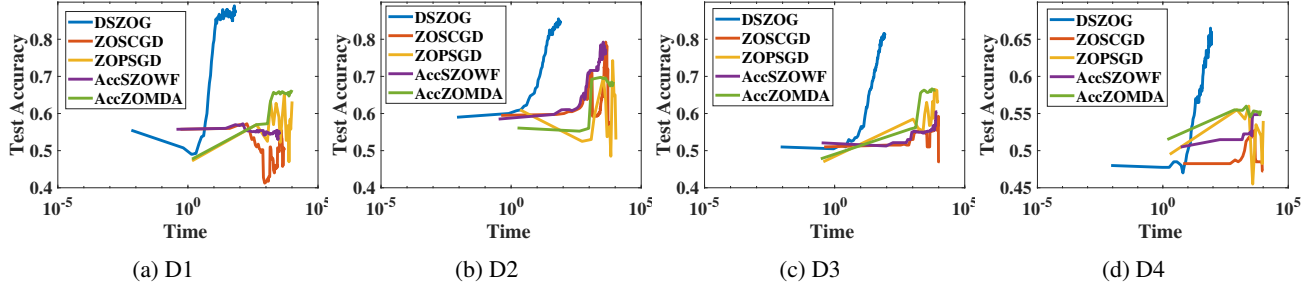 DSZOG
ZOSCGD
ZOPSGD
AccSZOWF
AccZOMDA
Test Accuracy
0.8
0.7
0.6
0.5
0.4
10^-5
10^0
10^5
Time
(a) D1
DSZOG
ZOSCGD
ZOPSGD
AccSZOWF
AccZOMDA
Test Accuracy
0.8
0.7
0.6
0.5
0.4
10^-5
10^0
10^5
Time
(b) D2
DSZOG
ZOSCGD
ZOPSGD
AccSZOWF
AccZOMDA
Test Accuracy
0.8
0.7
0.6
0.5
0.4
10^-5
10^0
10^5
Time
(c) D3
DSZOG
ZOSCGD
ZOPSGD
AccSZOWF
AccZOMDA
Test Accuracy
0.65
0.6
0.55
0.5
0.45
10^-5
10^0
10^5
Time
(d) D4